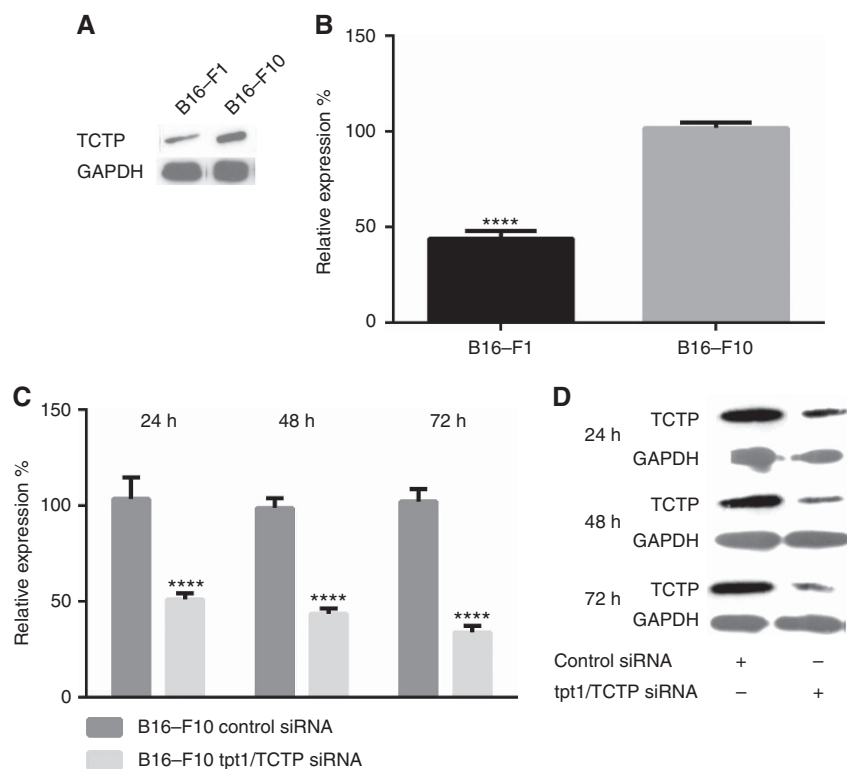 A
B16–F1 B16–F10
TCTP
GAPDH
B
Relative expression %
150
100
50
0
****
B16–F1 B16–F10
C
Relative expression %
150
100
50
0
24 h 48 h 72 h
**** **** ****
B16–F10 control siRNA
B16–F10 tpt1/TCTP siRNA
D
24 h
TCTP
GAPDH
48 h
TCTP
GAPDH
72 h
TCTP
GAPDH
Control siRNA + –
tpt1/TCTP siRNA – +